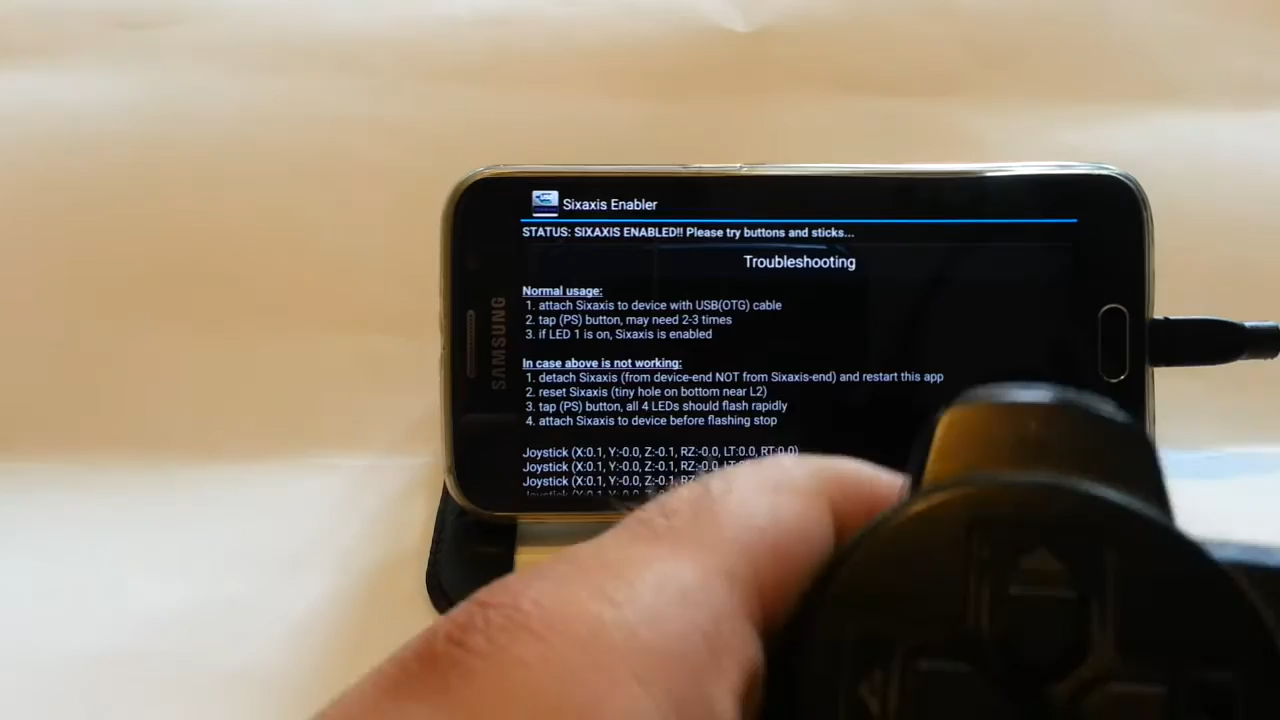 Sixaxis Enabler
STATUS: SIXAXIS ENABLED!! Please try buttons and sticks...
Troubleshooting
SAMSUNG
Normal usage:
1. attach Sixaxis to device with USB(OTG) cable
2. tap (PS) button, may need 2-3 times
3. if LED 1 is on, Sixaxis is enabled
In case above is not working:
1. detach Sixaxis (from device-end NOT from Sixaxis-end) and restart this app
2. reset Sixaxis (tiny hole on bottom near L2)
3. tap (PS) button, all 4 LEDs should flash rapidly
4. attach Sixaxis to device before flashing stop
Joystick (X:0.1, Y:-0.0, Z:-0.1, RZ:-0.0, LT:0.0, RT:0.0)
Joystick (X:0.1, Y:-0.0, Z:-0.1, RZ:-0.0,
Joystick (X:0.1, Y:-0.0, Z:-0.1,